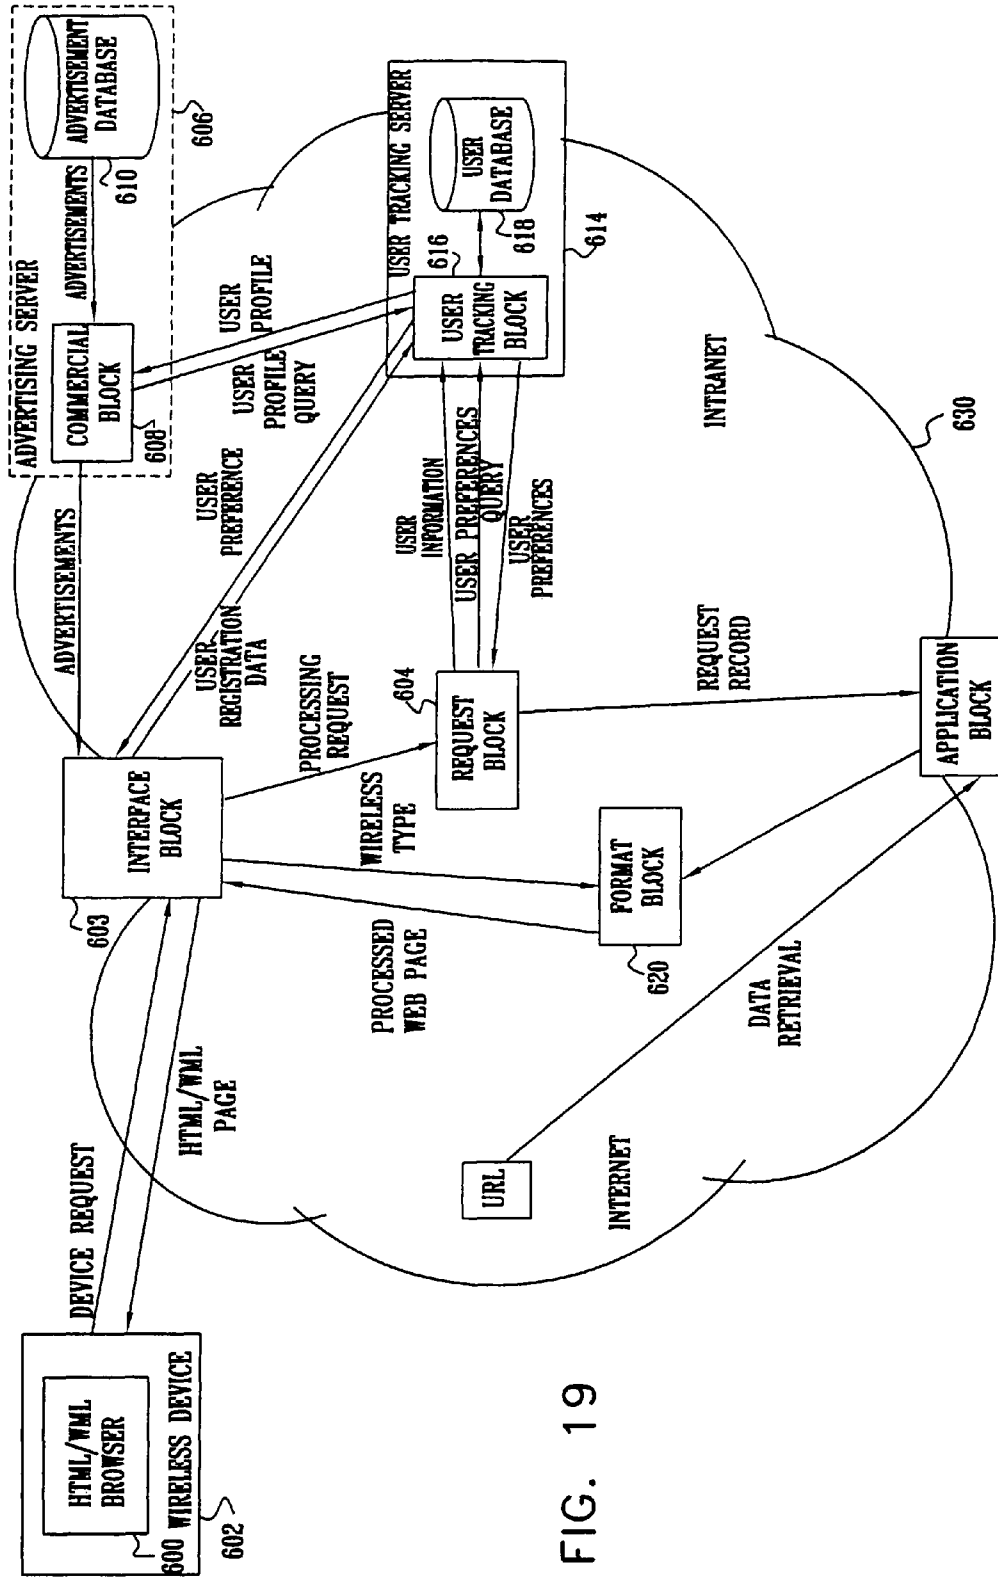 ADVERTISING SERVER
ADVERTISEMENT
DATABASE
610
606
ADVERTISEMENTS
COMMERCIAL
BLOCK
608
ADVERTISEMENTS
USER
PROFILE
USER
PROFILE
QUERY
USER TRACKING SERVER
USER
DATABASE
618
616
614
USER
TRACKING
BLOCK
USER
PREFERENCE
USER
REGISTRATION
DATA
USER
INFORMATION
USER PREFERENCES
QUERY
USER
PREFERENCES
INTRANET
630
INTERFACE
BLOCK
603
PROCESSING
REQUEST
604
REQUEST
BLOCK
REQUEST
RECORD
APPLICATION
BLOCK
WIRELESS
TYPE
FORMAT
BLOCK
620
PROCESSED
WEB PAGE
DATA
RETRIEVAL
DEVICE REQUEST
HTML/WML
PAGE
URL
INTERNET
HTML/WML
BROWSER
600
WIRELESS DEVICE
602
FIG. 19